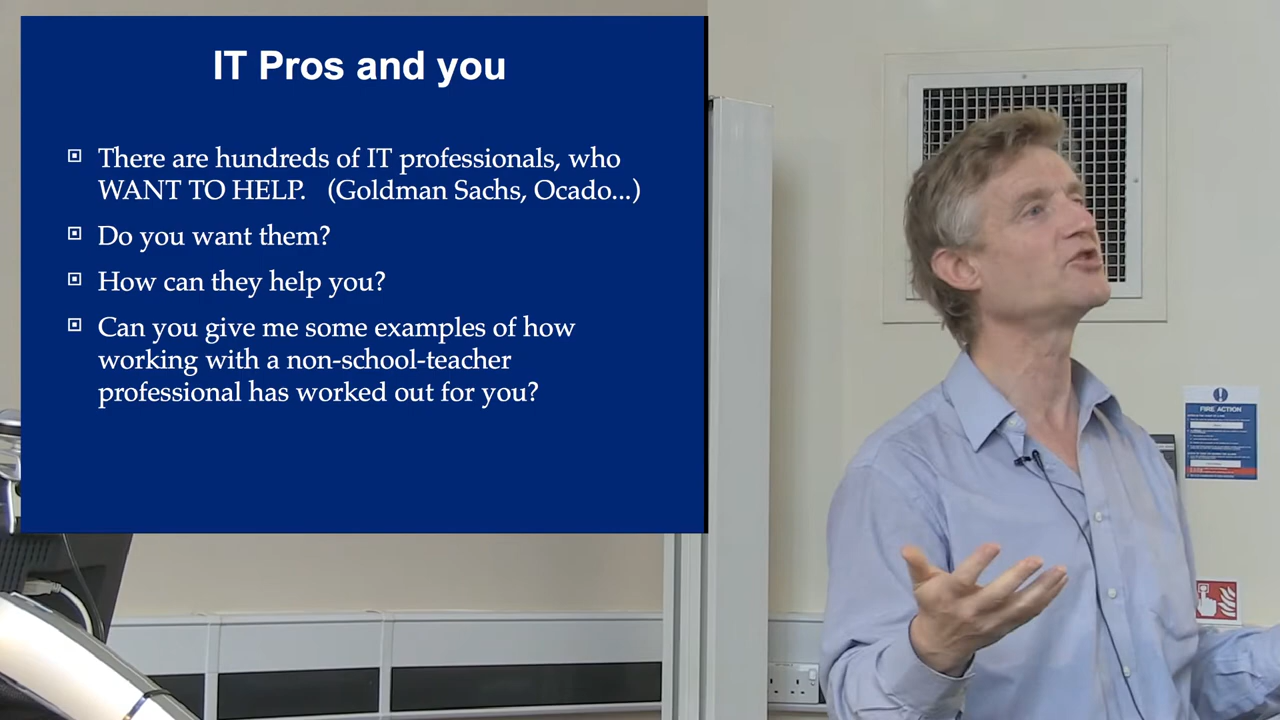 IT Pros and you
There are hundreds of IT professionals, who
WANT TO HELP. (Goldman Sachs, Ocado...)
Do you want them?
How can they help you?
Can you give me some examples of how
working with a non-school-teacher
professional has worked out for you?
FIRE ACTION